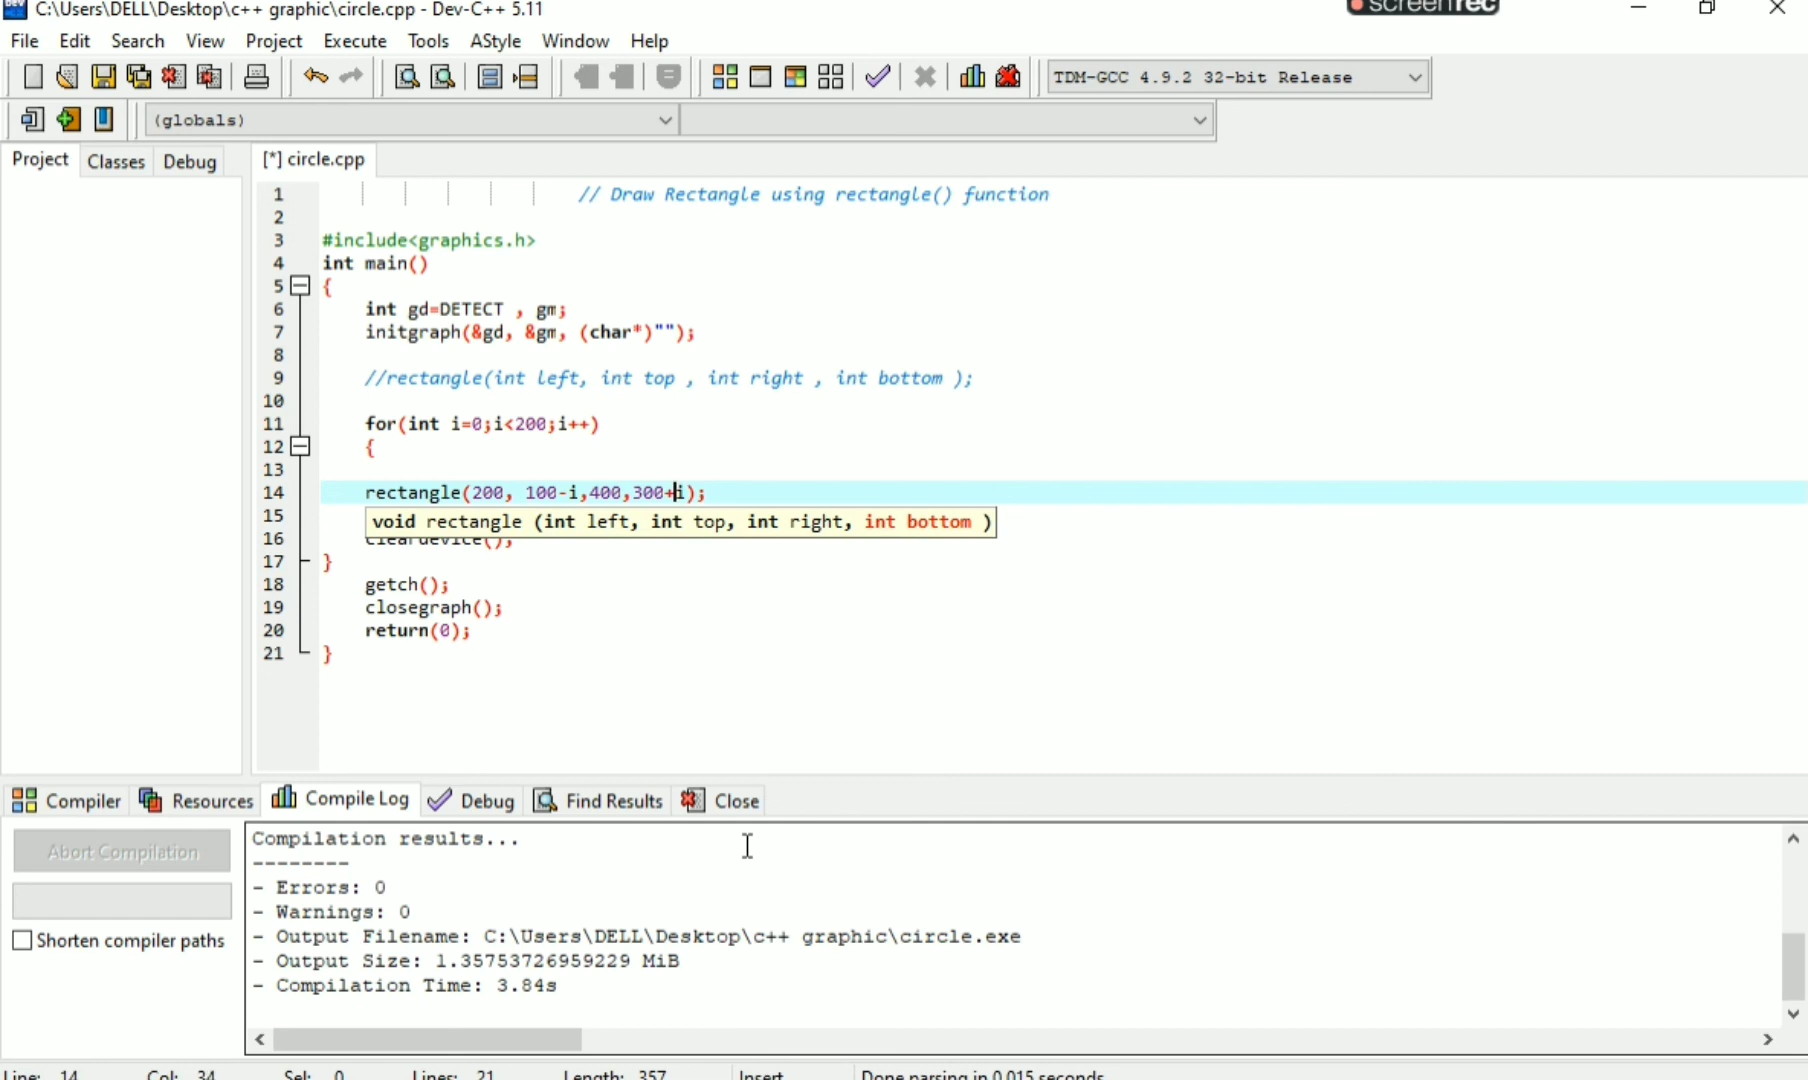 C:\Users\DELL\Desktop\c++ graphic\circle.cpp - Dev-C++ 5.11
screenrec
File Edit Search View Project Execute Tools AStyle Window Help
TDM-GCC 4.9.2 32-bit Release
(globals)
Project Classes Debug [*] circle.cpp
1 // Draw Rectangle using rectangle() function
2
3 #include<graphics.h>
4 int main()
5 {
6 int gd=DETECT , gm;
7 initgraph(&gd, &gm, (char*)"");
8
9 //rectangle(int left, int top , int right , int bottom );
10
11 for(int i=0;i<200;i++)
12 {
13
14 rectangle(200, 100-i,400,300+i);
15 void rectangle (int left, int top, int right, int bottom )
16 cleardevice();
17 }
18 getch();
19 closegraph();
20 return(0);
21 }
Compiler Resources Compile Log Debug Find Results Close
Abort Compilation
Shorten compiler paths
Compilation results...
--------
- Errors: 0
- Warnings: 0
- Output Filename: C:\Users\DELL\Desktop\c++ graphic\circle.exe
- Output Size: 1.35753726959229 MiB
- Compilation Time: 3.84s
Line: 14 Col: 34 Sel: 0 Lines: 21 Length: 357 Insert Done parsing in 0.015 seconds